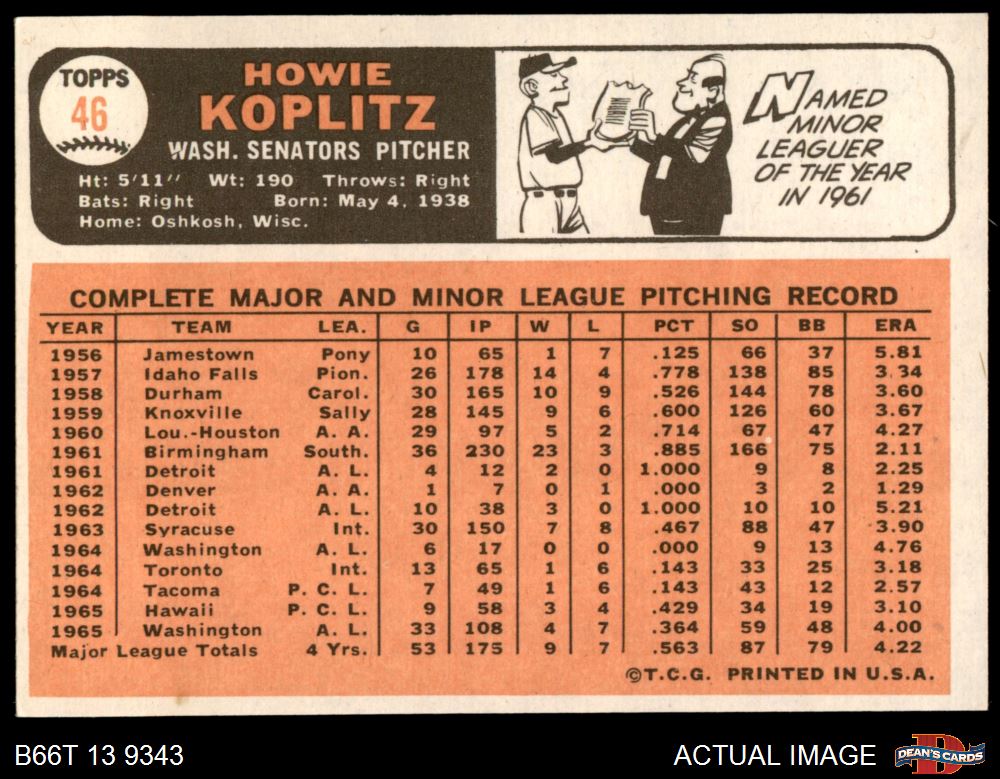 TOPPS
46
HOWIE
KOPLITZ
WASH. SENATORS PITCHER
Ht: 5'11" Wt: 190 Throws: Right
Bats: Right Born: May 4, 1938
Home: Oshkosh, Wisc.
NAMED
MINOR
LEAGUER
OF THE YEAR
IN 1961
COMPLETE MAJOR AND MINOR LEAGUE PITCHING RECORD
YEAR TEAM LEA. G IP W L PCT SO BB ERA
1956 Jamestown Pony 10 65 1 7 .125 66 37 5.81
1957 Idaho Falls Pion. 26 178 14 4 .778 138 85 3.34
1958 Durham Carol. 30 165 10 9 .526 144 78 3.60
1959 Knoxville Sally 28 145 9 6 .600 126 60 3.67
1960 Lou.-Houston A. A. 29 97 5 2 .714 67 47 4.27
1961 Birmingham South. 36 230 23 3 .885 166 75 2.11
1961 Detroit A. L. 4 12 2 0 1.000 9 8 2.25
1962 Denver A. A. 1 7 0 1 .000 3 2 1.29
1962 Detroit A. L. 10 38 3 0 1.000 10 10 5.21
1963 Syracuse Int. 30 150 7 8 .467 88 47 3.90
1964 Washington A. L. 6 17 0 0 .000 9 13 4.76
1964 Toronto Int. 13 65 1 6 .143 33 25 3.18
1964 Tacoma P. C. L. 7 49 1 6 .143 43 12 2.57
1965 Hawaii P. C. L. 9 58 3 4 .429 34 19 3.10
1965 Washington A. L. 33 108 4 7 .364 59 48 4.00
Major League Totals 4 Yrs. 53 175 9 7 .563 87 79 4.22
©T.C.G. PRINTED IN U.S.A.
B66T 13 9343
ACTUAL IMAGE
DEAN'S CARDS